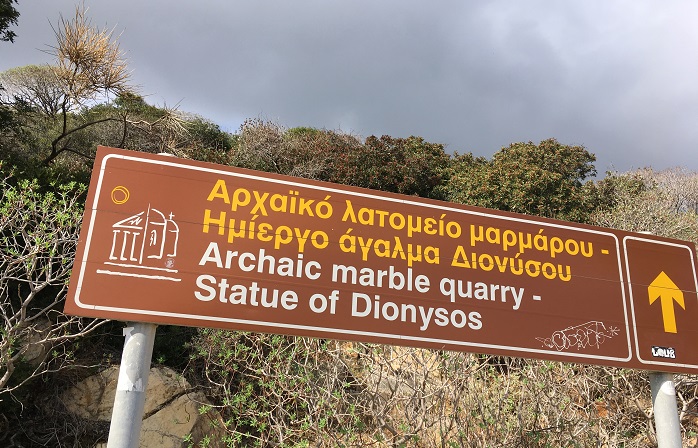 Αρχαϊκό λατομείο μαρμάρου -
Ημίεργο άγαλμα Διονύσου
Archaic marble quarry -
Statue of Dionysos